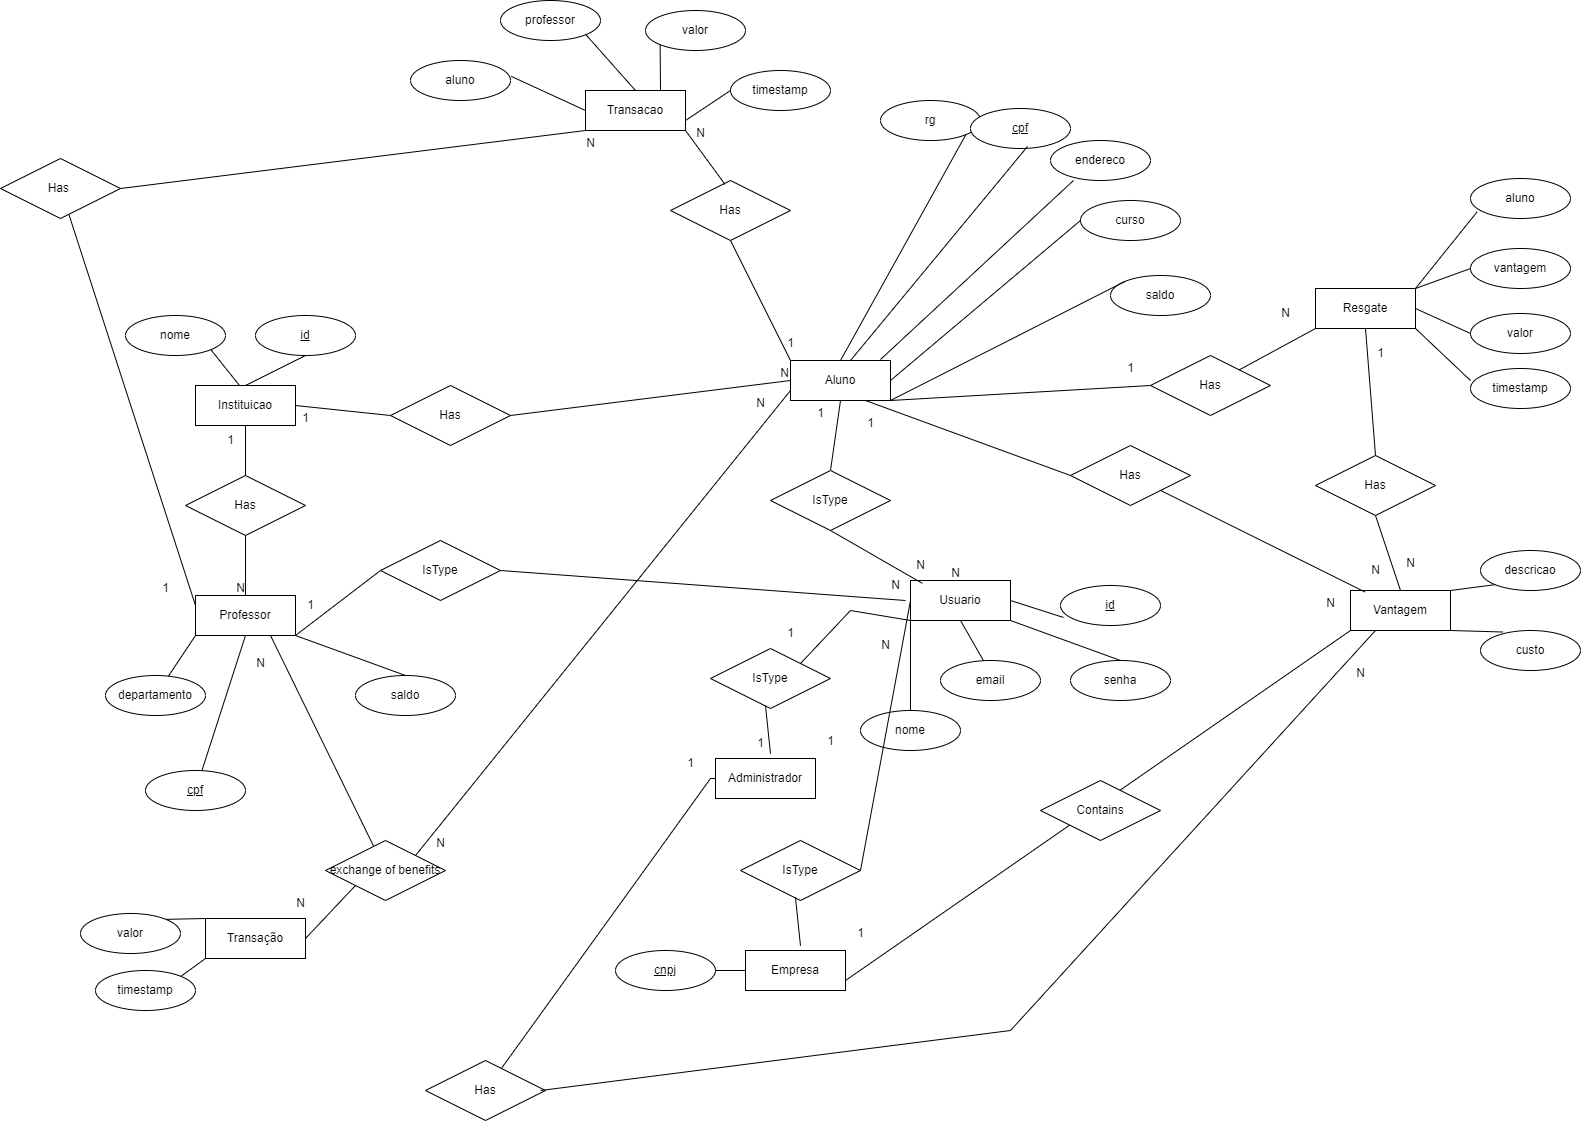 professor
valor
aluno
timestamp
Transacao
N
N
rg
cpf
endereco
Has
Has
aluno
curso
vantagem
saldo
Resgate
N
nome
id
valor
1
1
1
N
Aluno
Has
timestamp
Instituicao
N
1
Has
1
1
1
Has
Has
IsType
Has
N
N
N
N
N
IsType
descricao
1
N
1
N
id
Professor
Usuario
Vantagem
1
N
custo
N
IsType
email
senha
N
departamento
saldo
nome
1
1
1
cpf
Administrador
Contains
N
exchange of benefits
IsType
N
valor
Transação
1
cnpj
Empresa
timestamp
Has